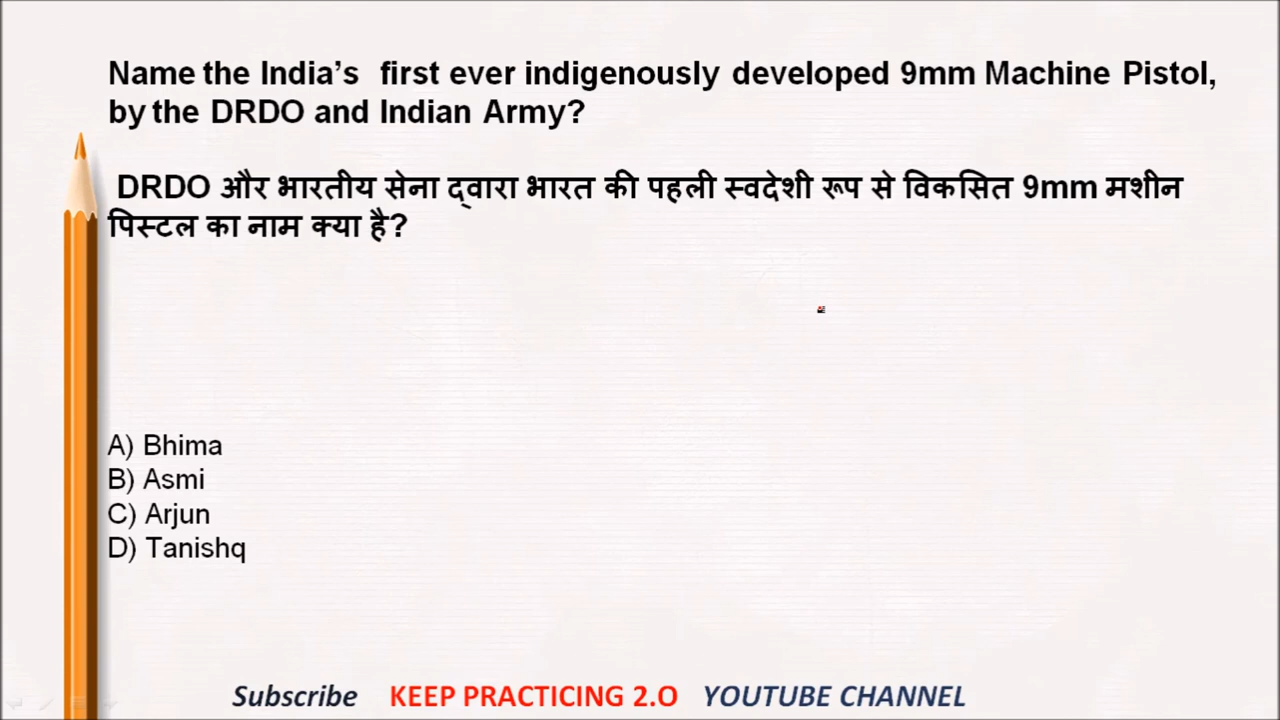 Name the India’s  first ever indigenously developed 9mm Machine Pistol,
by the DRDO and Indian Army?
DRDO और भारतीय सेना द्वारा भारत की पहली स्वदेशी रूप से विकसित 9mm मशीन
पिस्टल का नाम क्या है?
A) Bhima
B) Asmi
C) Arjun
D) Tanishq
Subscribe KEEP PRACTICING 2.O YOUTUBE CHANNEL